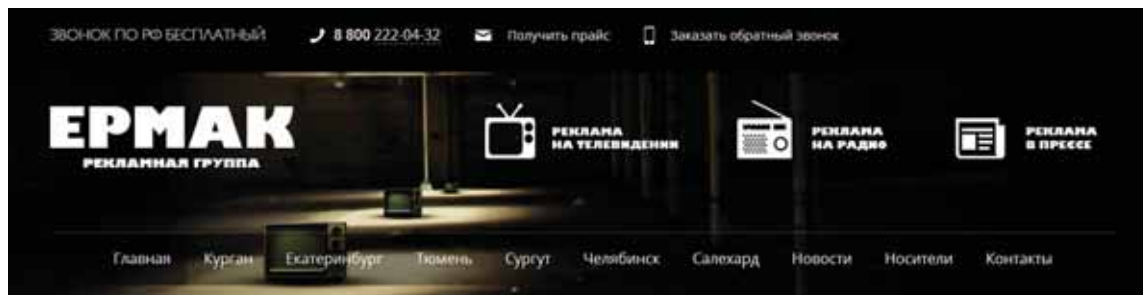 ЗВОНОК ПО РФ БЕСПЛАТНЫЙ 8 800 222-04-32 Получить прайс Заказать обратный звонок
ЕРМАК
РЕКЛАМНАЯ ГРУППА
РЕКЛАМА
НА ТЕЛЕВИДЕНИИ
РЕКЛАМА
НА РАДИО
РЕКЛАМА
В ПРЕССЕ
Главная Курган Екатеринбург Тюмень Сургут Челябинск Салехард Новости Носители Контакты